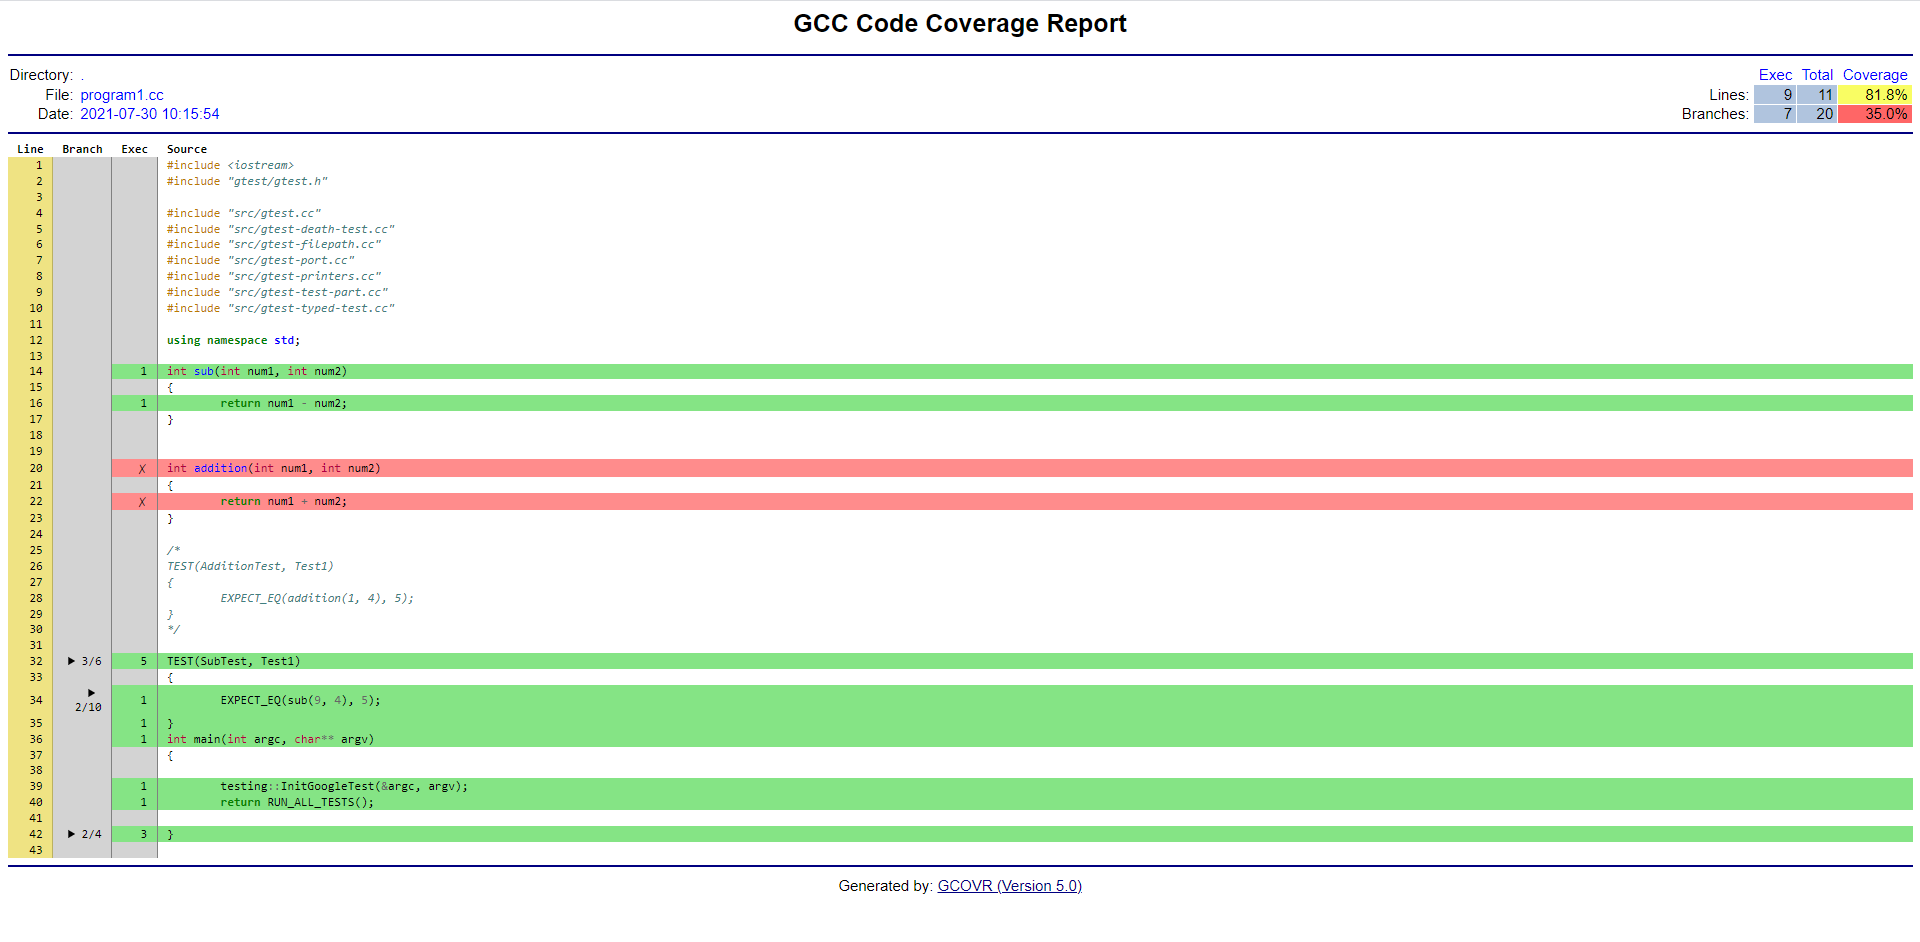 GCC Code Coverage Report
Directory: .
File: program1.cc
Date: 2021-07-30 10:15:54
Exec Total Coverage
Lines: 9 11 81.8%
Branches: 7 20 35.0%
Line Branch Exec Source
1 #include <iostream>
2 #include "gtest/gtest.h"
3
4 #include "src/gtest.cc"
5 #include "src/gtest-death-test.cc"
6 #include "src/gtest-filepath.cc"
7 #include "src/gtest-port.cc"
8 #include "src/gtest-printers.cc"
9 #include "src/gtest-test-part.cc"
10 #include "src/gtest-typed-test.cc"
11
12 using namespace std;
13
14 1 int sub(int num1, int num2)
15 {
16 1 return num1 - num2;
17 }
18
19
20 ✗ int addition(int num1, int num2)
21 {
22 ✗ return num1 + num2;
23 }
24
25 /*
26 TEST(AdditionTest, Test1)
27 {
28 EXPECT_EQ(addition(1, 4), 5);
29 }
30 */
31
32 ▶ 3/6 5 TEST(SubTest, Test1)
33 {
34 ▶ 2/10 1 EXPECT_EQ(sub(9, 4), 5);
35 1 }
36 1 int main(int argc, char** argv)
37 {
38
39 1 testing::InitGoogleTest(&argc, argv);
40 1 return RUN_ALL_TESTS();
41
42 ▶ 2/4 3 }
43
Generated by: GCOVR (Version 5.0)